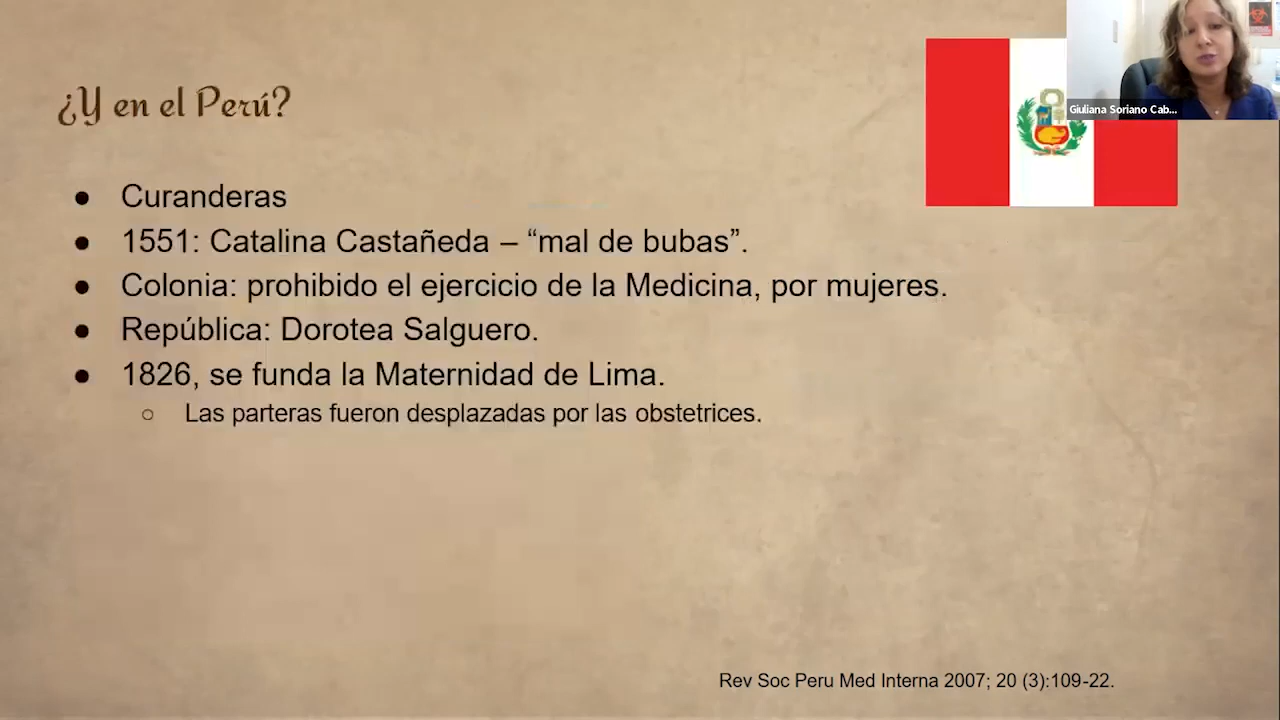 ¿Y en el Perú?
Giuliana Soriano Cab...
● Curanderas
● 1551: Catalina Castañeda – “mal de bubas”.
● Colonia: prohibido el ejercicio de la Medicina, por mujeres.
● República: Dorotea Salguero.
● 1826, se funda la Maternidad de Lima.
○ Las parteras fueron desplazadas por las obstetrices.
Rev Soc Peru Med Interna 2007; 20 (3):109-22.